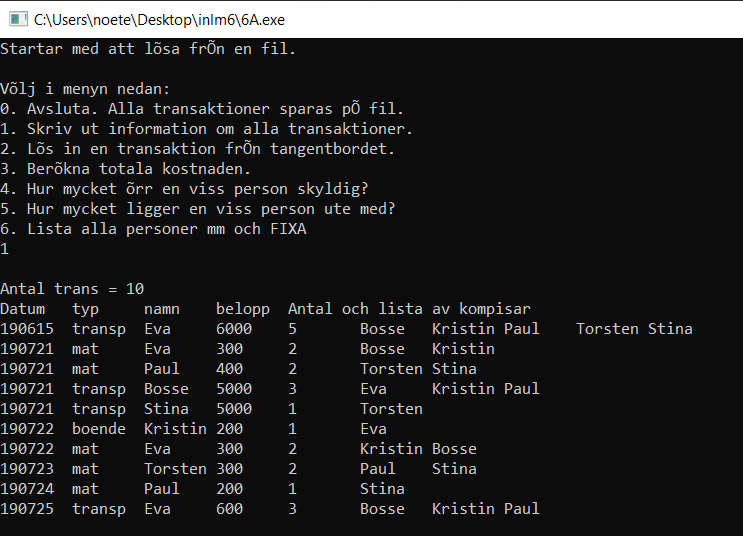 C:\Users\noete\Desktop\inlm6\6A.exe
Startar med att lõsa frÕn en fil.
Võlj i menyn nedan:
0. Avsluta. Alla transaktioner sparas pÕ fil.
1. Skriv ut information om alla transaktioner.
2. Lõs in en transaktion frÕn tangentbordet.
3. Berõkna totala kostnaden.
4. Hur mycket õrr en viss person skyldig?
5. Hur mycket ligger en viss person ute med?
6. Lista alla personer mm och FIXA
1
Antal trans = 10
Datum typ namn belopp Antal och lista av kompisar
190615 transp Eva 6000 5 Bosse Kristin Paul Torsten Stina
190721 mat Eva 300 2 Bosse Kristin
190721 mat Paul 400 2 Torsten Stina
190721 transp Bosse 5000 3 Eva Kristin Paul
190721 transp Stina 5000 1 Torsten
190722 boende Kristin 200 1 Eva
190722 mat Eva 300 2 Kristin Bosse
190723 mat Torsten 300 2 Paul Stina
190724 mat Paul 200 1 Stina
190725 transp Eva 600 3 Bosse Kristin Paul